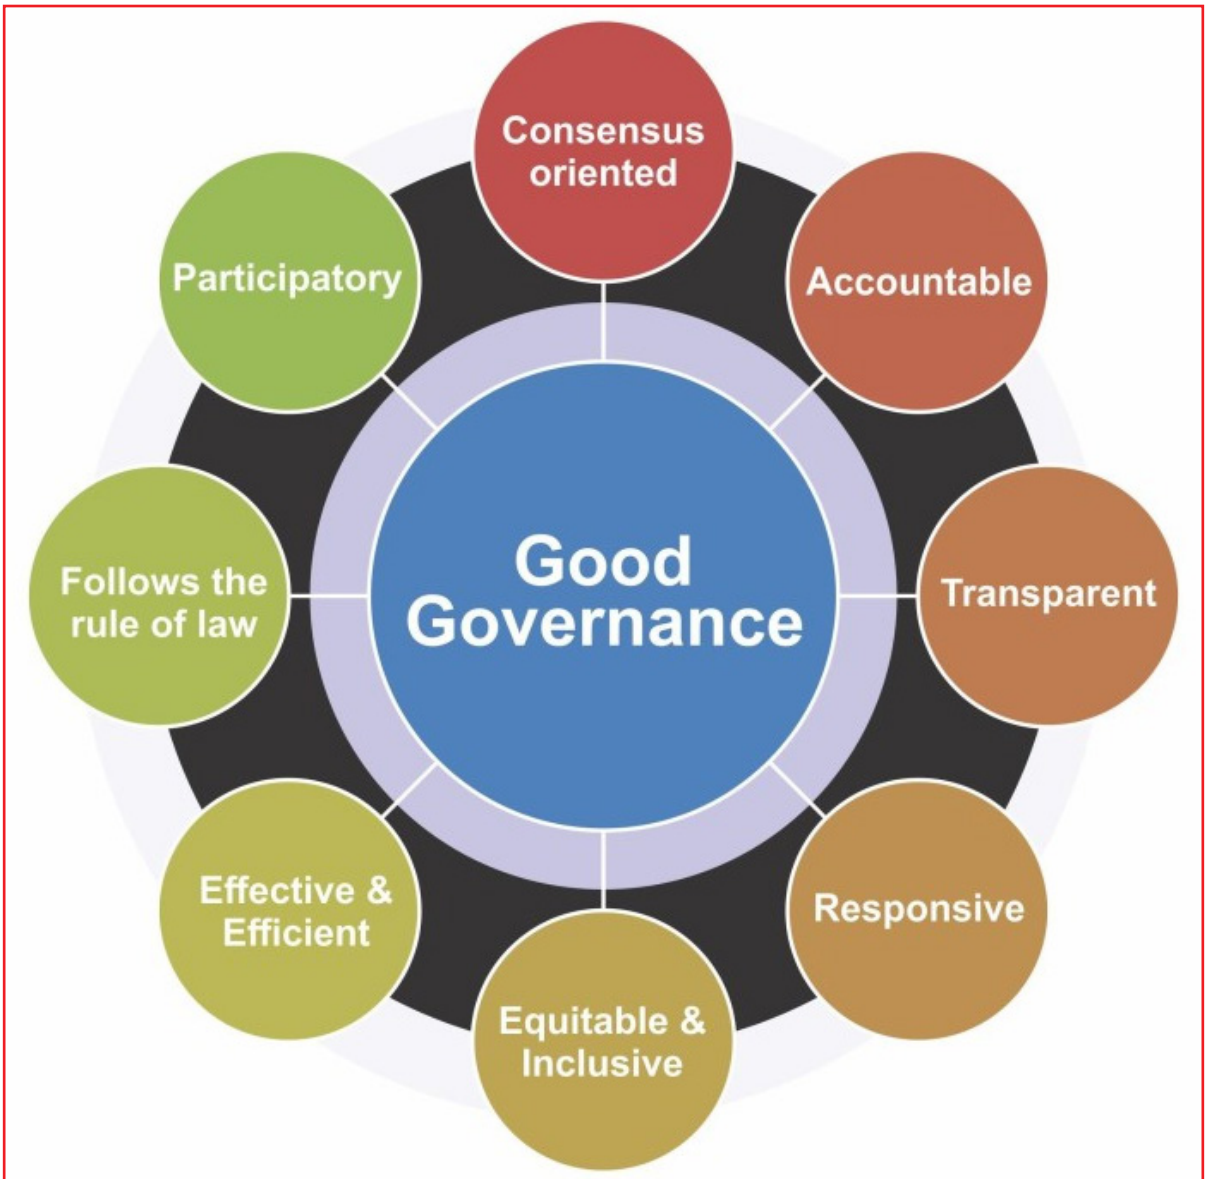 Consensus
oriented
Accountable
Transparent
Responsive
Equitable &
Inclusive
Effective &
Efficient
Follows the
rule of law
Participatory
Good
Governance